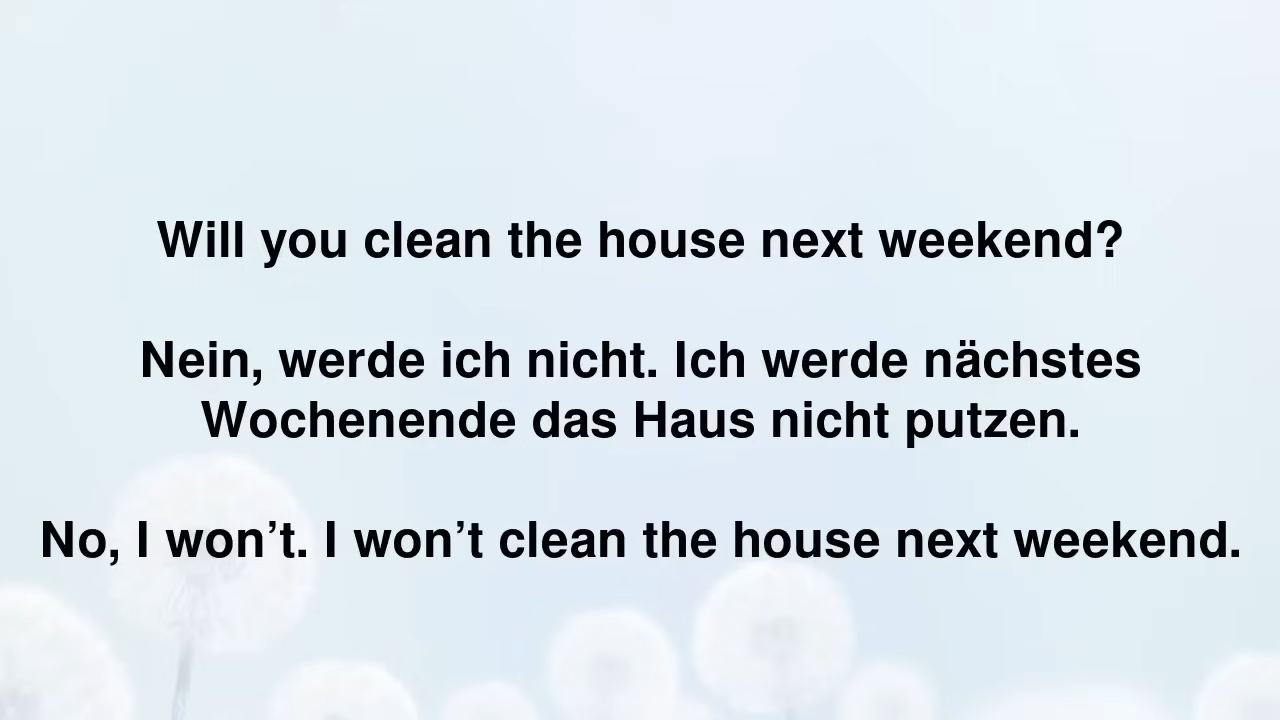 Will you clean the house next weekend?
Nein, werde ich nicht. Ich werde nächstes
Wochenende das Haus nicht putzen.
No, I won’t. I won’t clean the house next weekend.